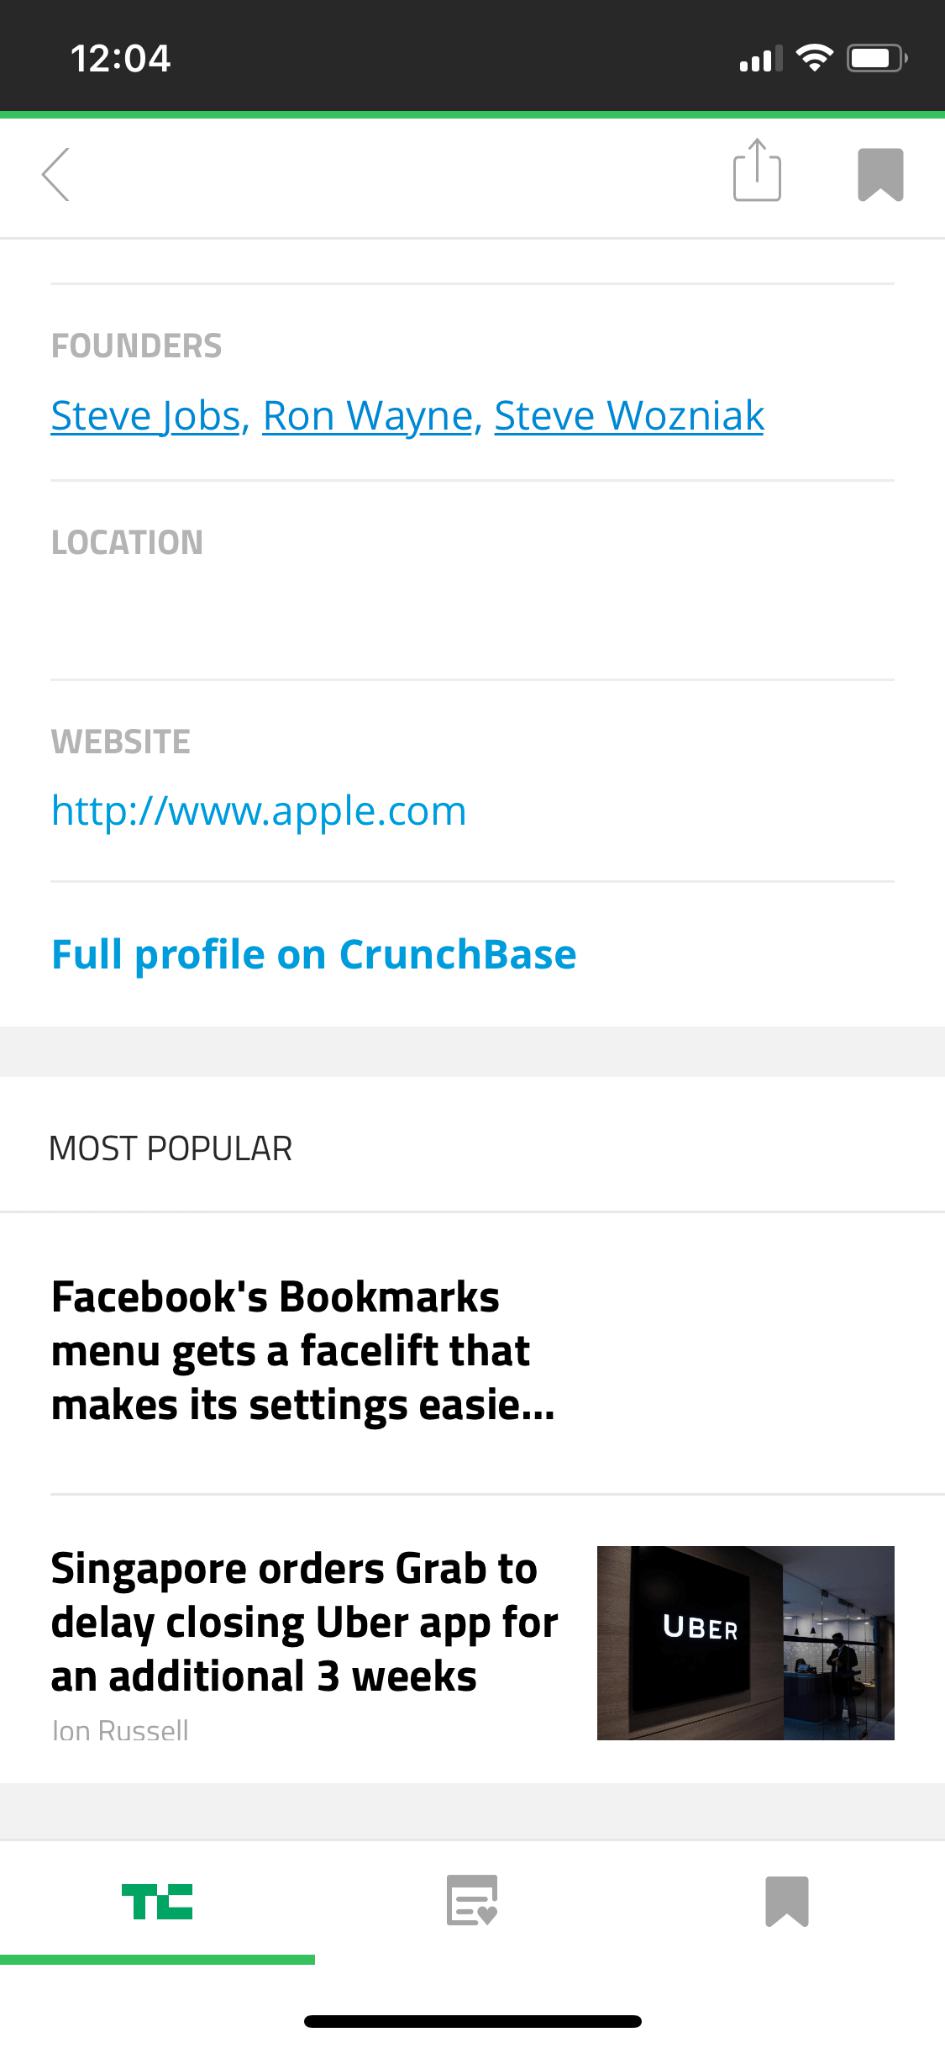 12:04
FOUNDERS
Steve Jobs, Ron Wayne, Steve Wozniak
LOCATION
WEBSITE
http://www.apple.com
Full profile on CrunchBase
MOST POPULAR
Facebook's Bookmarks
menu gets a facelift that
makes its settings easie...
Singapore orders Grab to
delay closing Uber app for
an additional 3 weeks
Jon Russell
UBER
TC